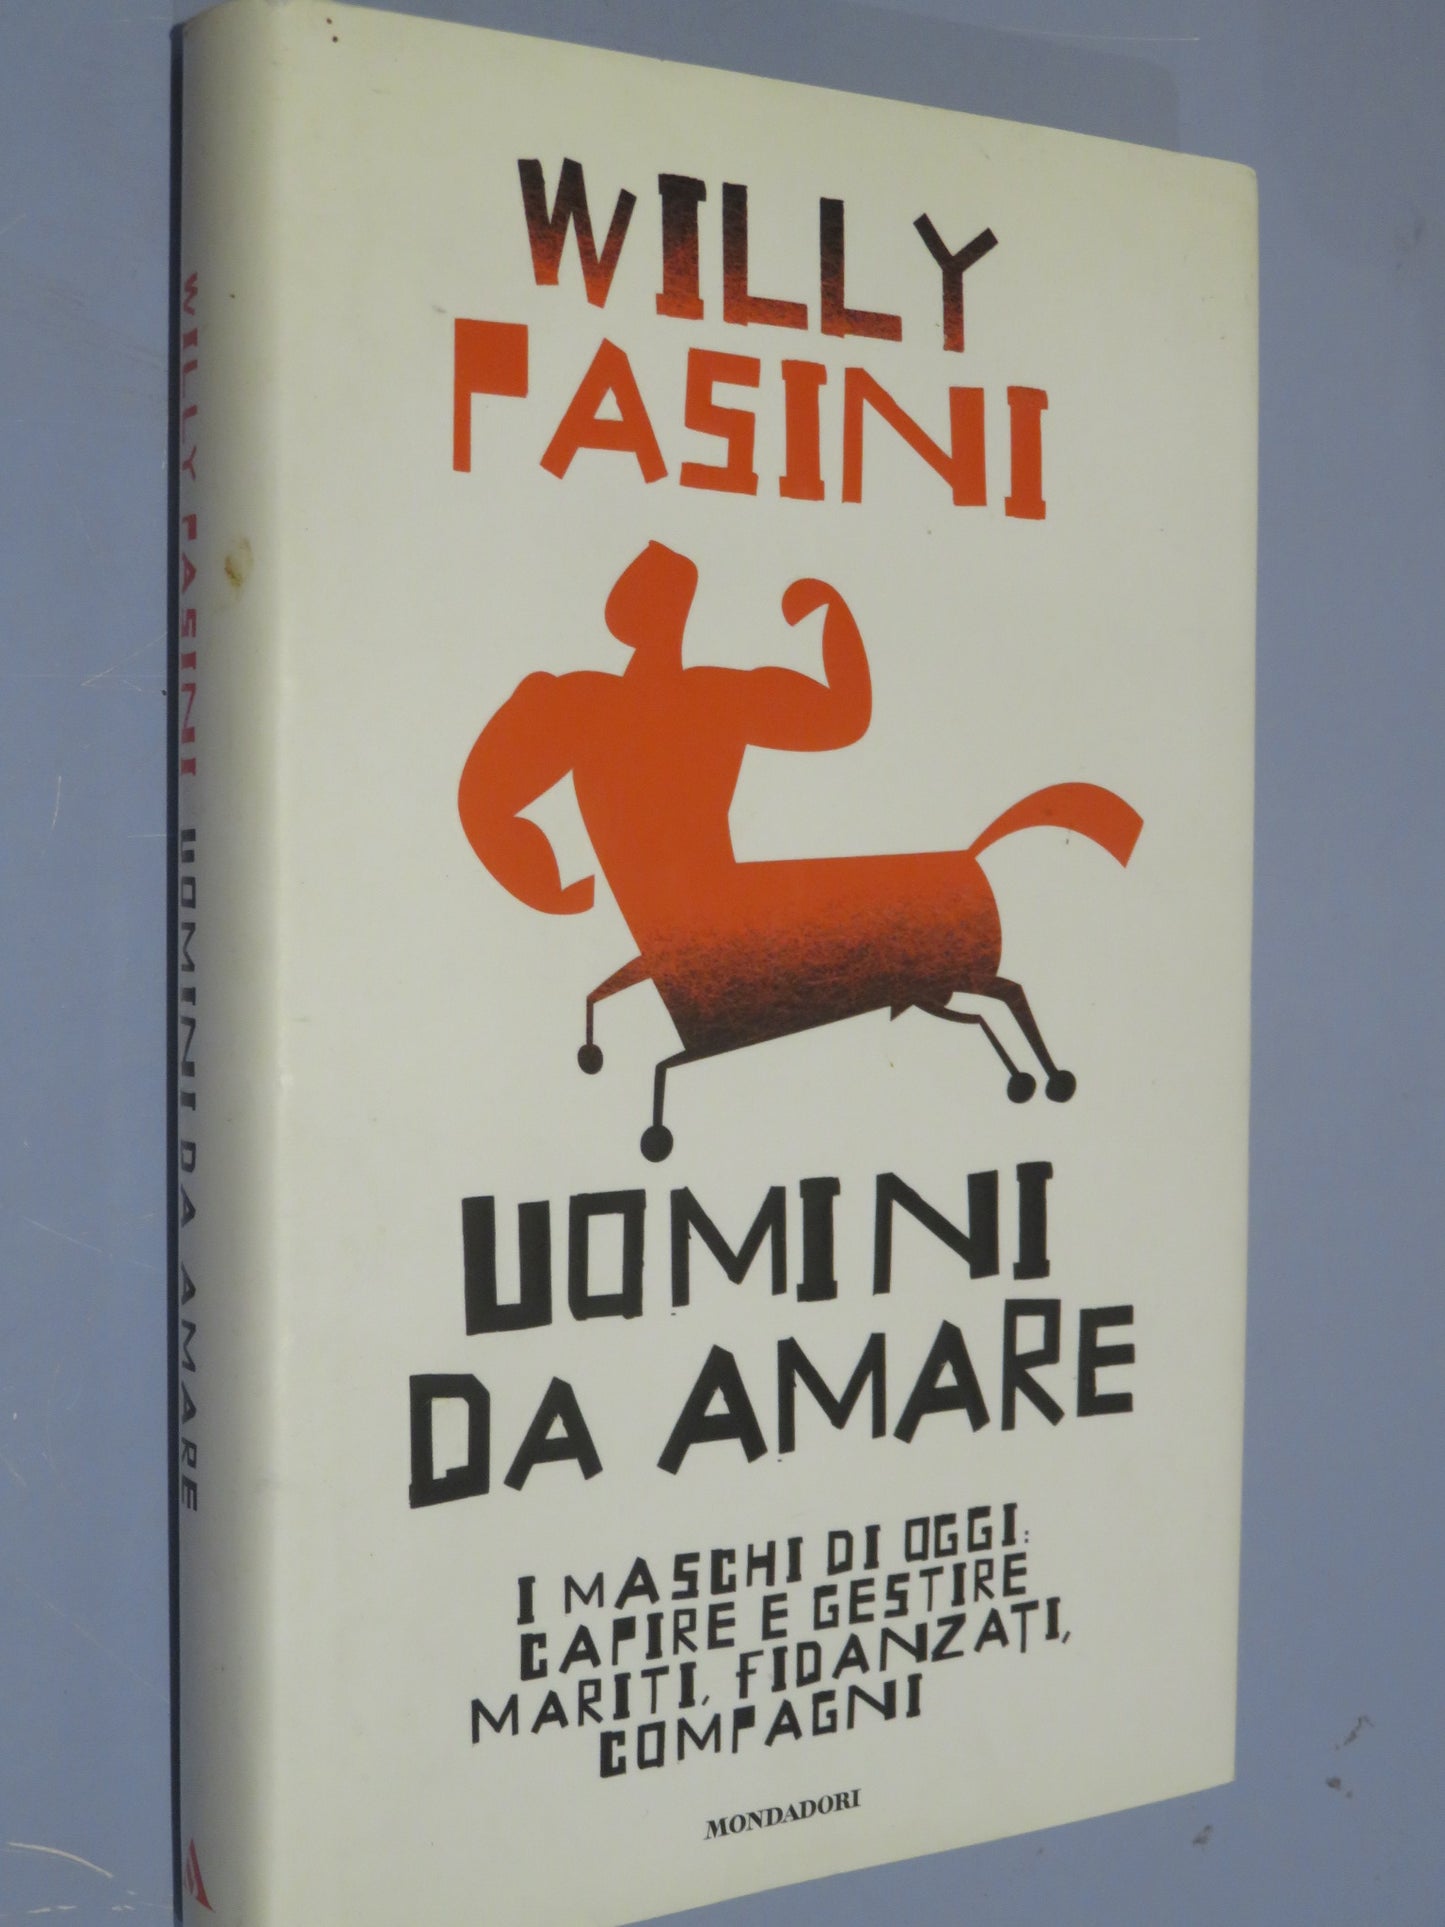 WILLY PASINI UOMINI DA AMARE
WILLY
PASINI
UOMINI
DA AMARE
I MASCHI DI OGGI:
CAPIRE E GESTIRE
MARITI, FIDANZATI,
COMPAGNI
MONDADORI